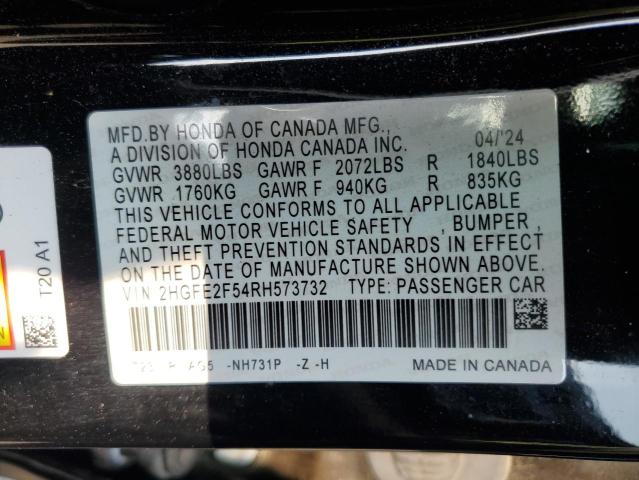 MFD.BY HONDA OF CANADA MFG.,
A DIVISION OF HONDA CANADA INC. 04/'24
GVWR 3880LBS GAWR F 2072LBS R 1840LBS
GVWR 1760KG GAWR F 940KG R 835KG
THIS VEHICLE CONFORMS TO ALL APPLICABLE
FEDERAL MOTOR VEHICLE SAFETY , BUMPER ,
AND THEFT PREVENTION STANDARDS IN EFFECT
ON THE DATE OF MANUFACTURE SHOWN ABOVE.
VIN 2HGFE2F54RH573732 TYPE: PASSENGER CAR
-NH731P -Z -H MADE IN CANADA
T20 A1